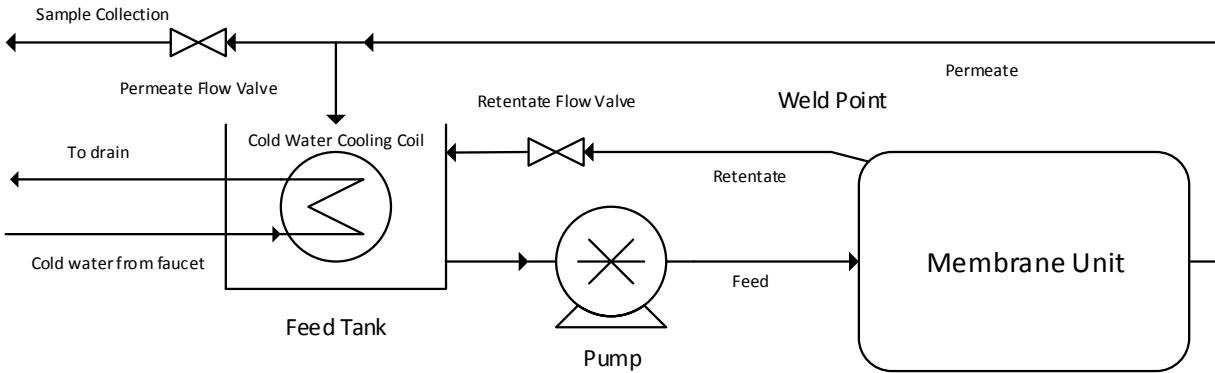 Sample Collection
Permeate Flow Valve
Permeate
Retentate Flow Valve
Weld Point
Cold Water Cooling Coil
To drain
Retentate
Cold water from faucet
Feed
Membrane Unit
Feed Tank
Pump